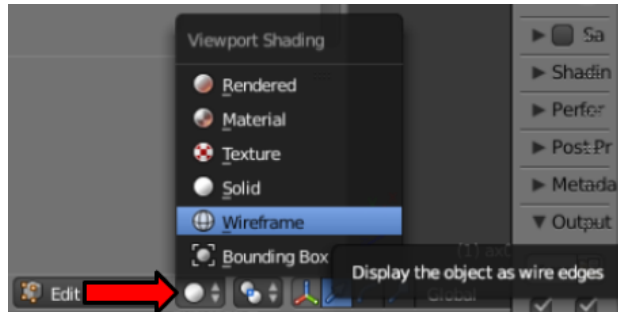 Viewport Shading
Rendered
Material
Texture
Solid
Wireframe
Bounding Box
Display the object as wire edges
Edit
Global
(1)
Sa
Shadin
Perfor
Post Pr
Metada
Output